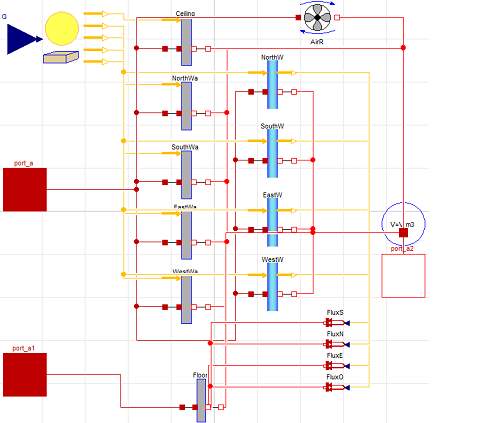 G
Ceiling
AirR
NorthWa
NorthW
SouthWa
SouthW
port_a
EastWa
EastW
V=V m3
port_a2
WestWa
WestW
FluxS
FluxN
port_a1
FluxE
Floor
FluxO